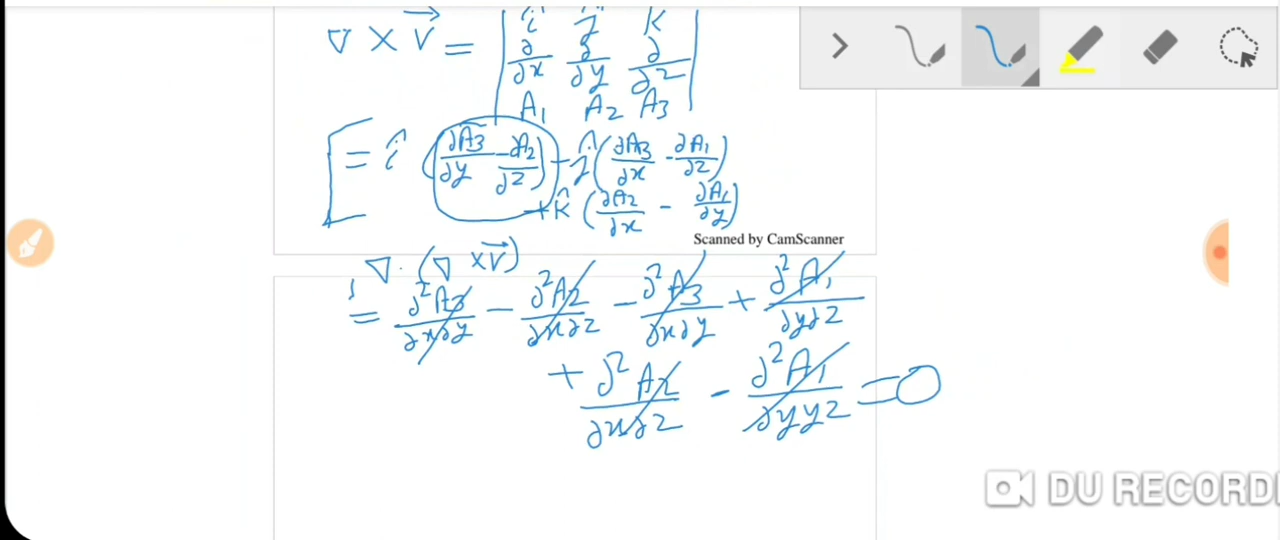 ∇ × V⃗ = | î ĵ k̂ |
| ∂/∂x ∂/∂y ∂/∂z |
| A₁ A₂ A₃ |
= î (∂A₃/∂y - ∂A₂/∂z) - ĵ (∂A₃/∂x - ∂A₁/∂z)
+ k̂ (∂A₂/∂x - ∂A₁/∂y)
Scanned by CamScanner
∇ · (∇ × V⃗)
= ∂²A₃/∂x∂y - ∂²A₂/∂x∂z - ∂²A₃/∂x∂y + ∂²A₁/∂y∂z
+ ∂²A₂/∂x∂z - ∂²A₁/∂yyz = 0
DU RECORD